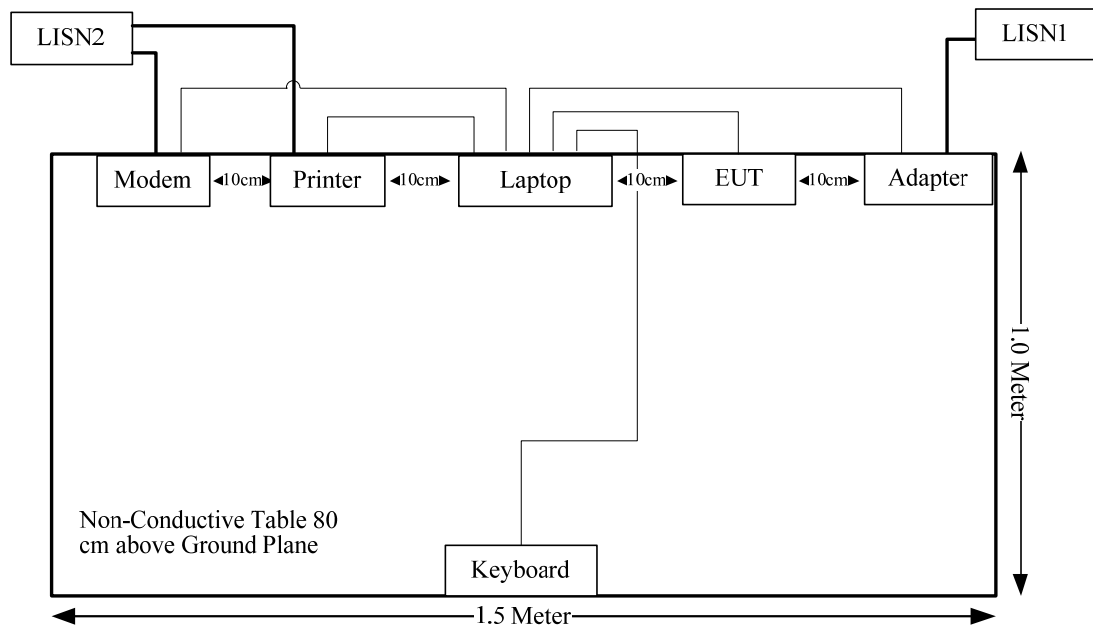 LISN2
LISN1
Modem
10cm
Printer
10cm
Laptop
10cm
EUT
10cm
Adapter
1.0 Meter
Non-Conductive Table 80
cm above Ground Plane
Keyboard
1.5 Meter